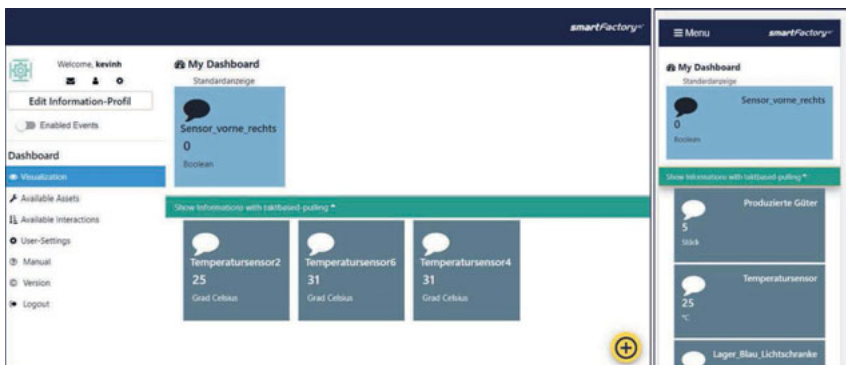 smartFactory
Welcome, kevinh
Edit Information-Profil
Enabled Events
Dashboard
Visualization
Available Assets
Available Interactions
User-Settings
Manual
Version
Logout
My Dashboard
Standardanzeige
Sensor_vorne_rechts
0
Boolean
Show Informations with taktbased-pulling
Temperatursensor2
25
Grad Celsius
Temperatursensor6
31
Grad Celsius
Temperatursensor4
31
Grad Celsius
Menu
smartFactory
My Dashboard
Standardanzeige
Sensor_vorne_rechts
0
Boolean
Show Informations with taktbased-pulling
Produzierte Güter
5
Stück
Temperatursensor
25
°C
Lager_Blau_Lichtschranke